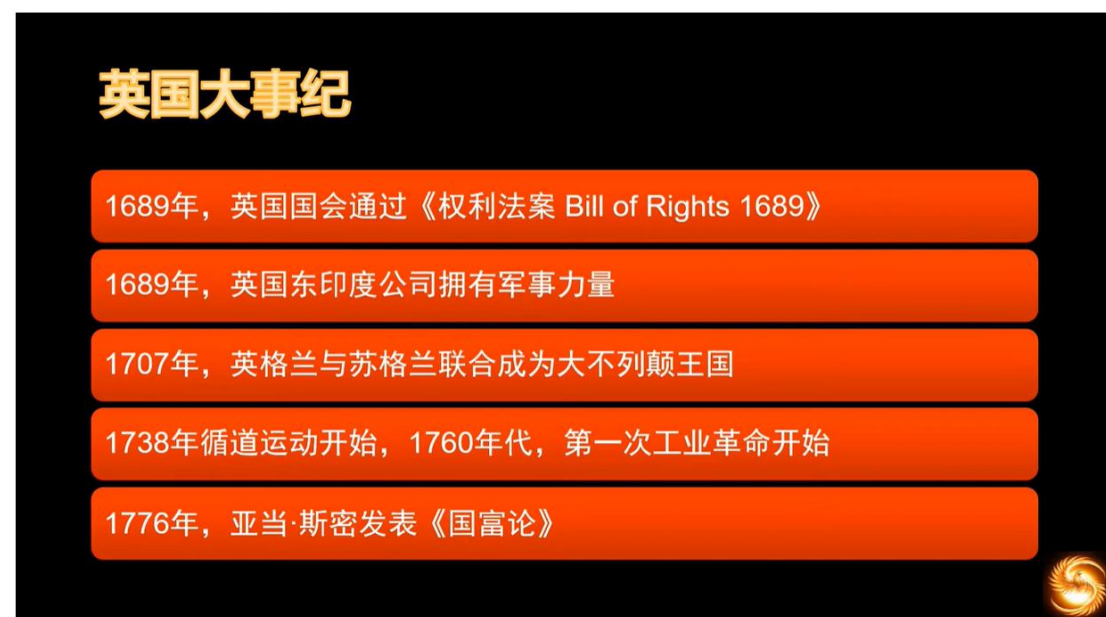 英国大事纪
1689年，英国国会通过《权利法案 Bill of Rights 1689》
1689年，英国东印度公司拥有军事力量
1707年，英格兰与苏格兰联合成为大不列颠王国
1738年循道运动开始，1760年代，第一次工业革命开始
1776年，亚当·斯密发表《国富论》